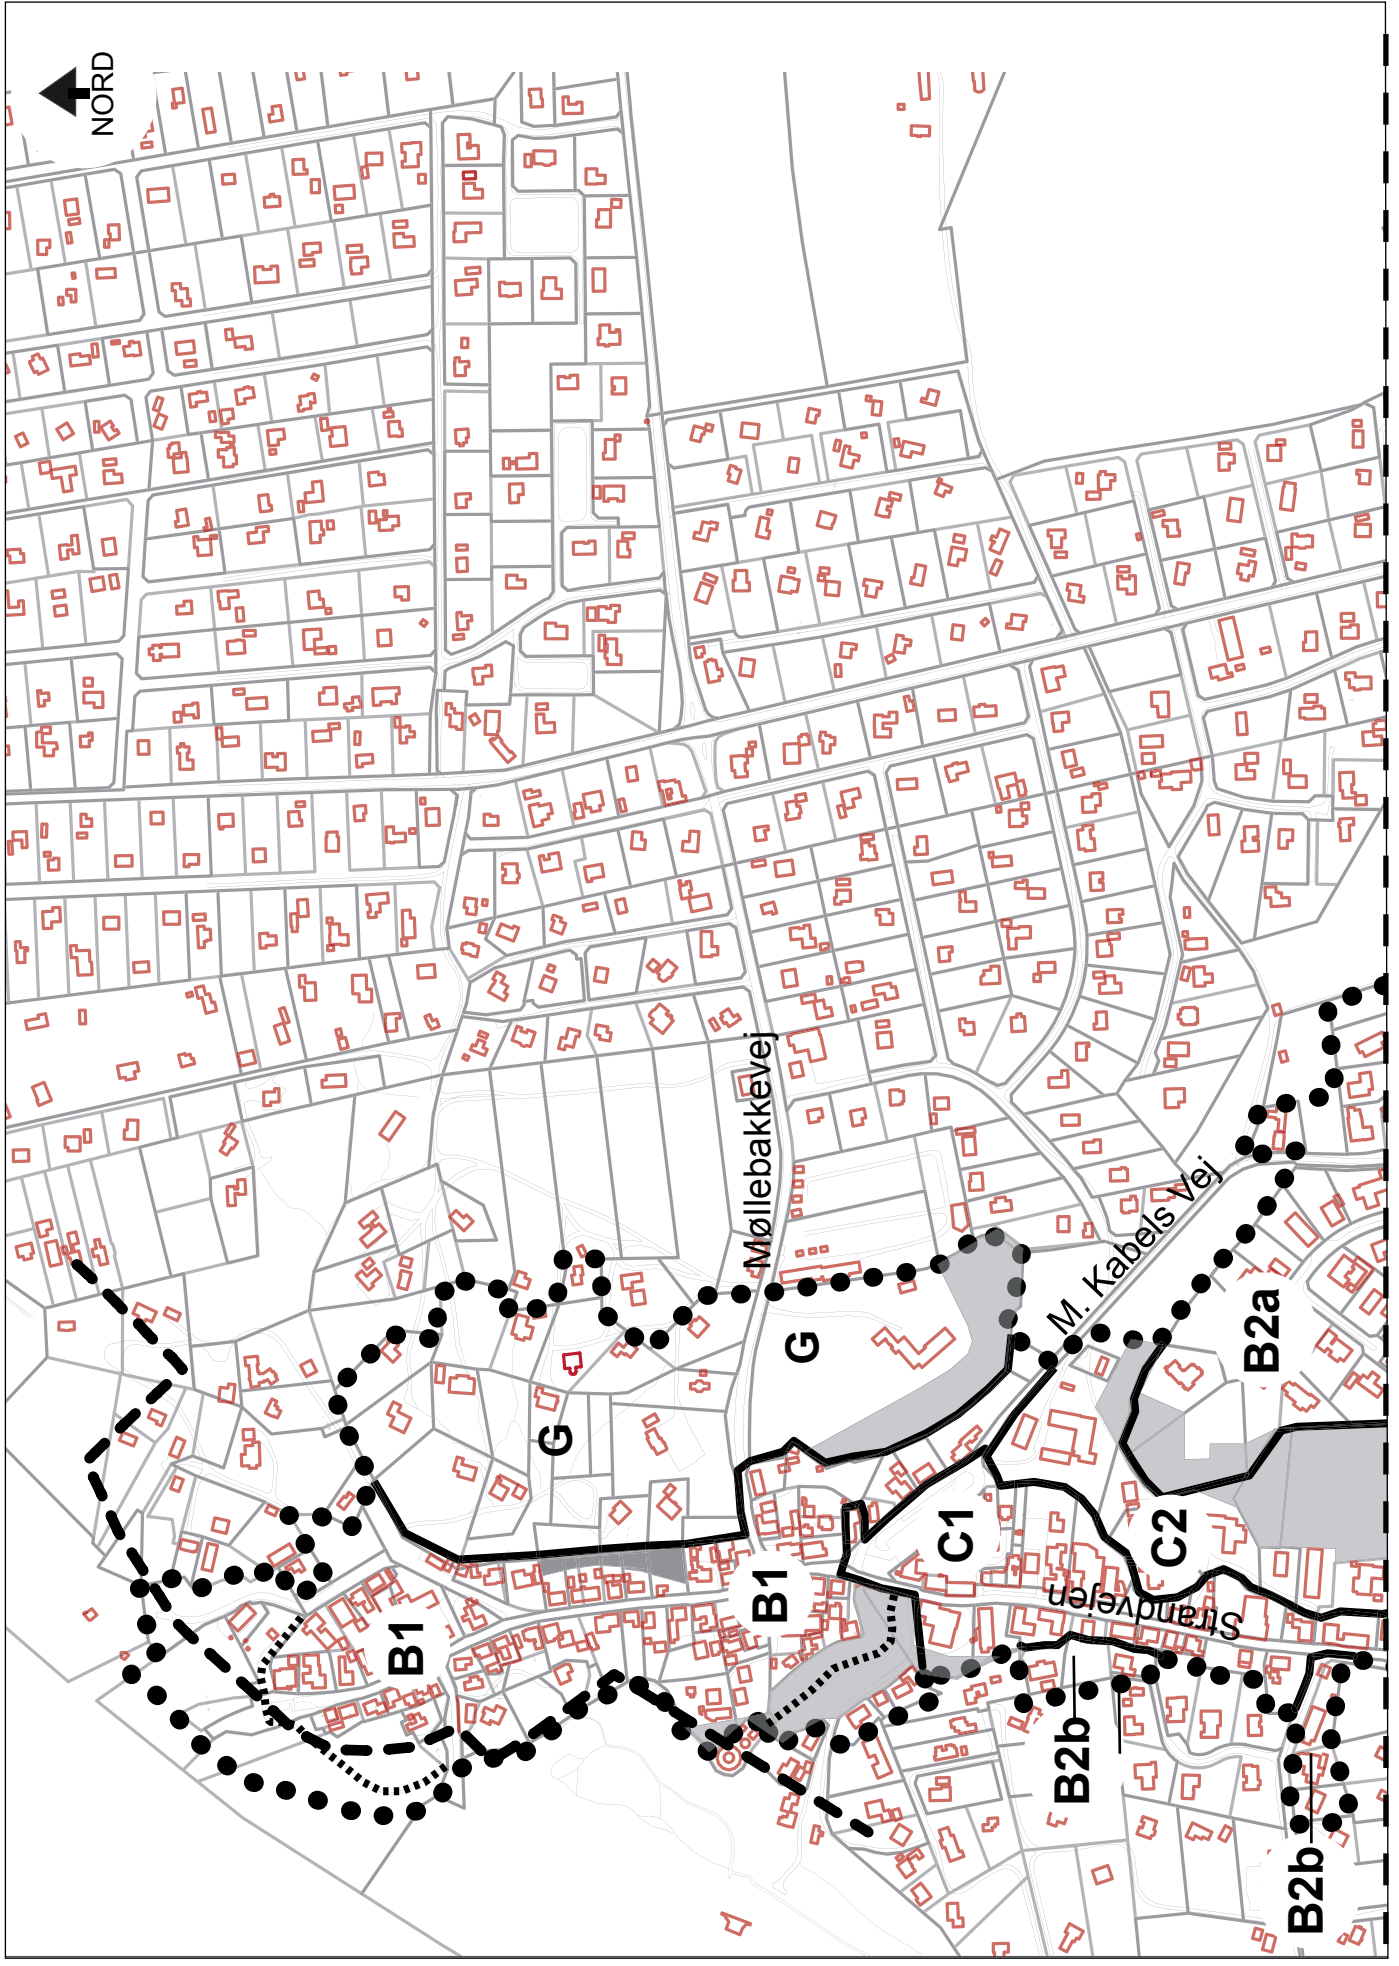 NORD
Møllebakkevej
M. Kabels Vej
G
B2a
G
B1
C1
C2
Strandvejen
B1
B2b
B2b